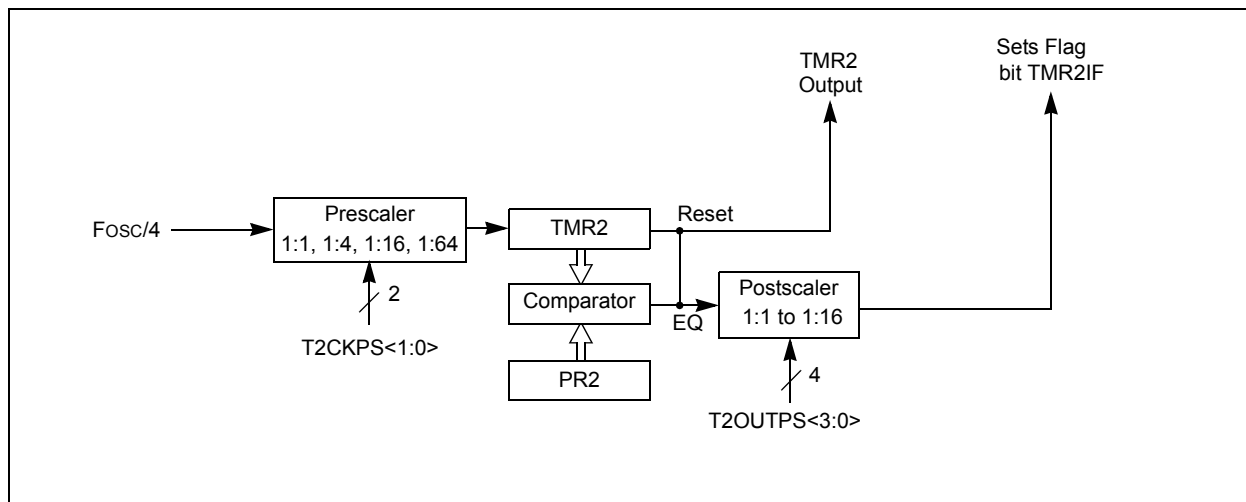 TMR2
Output
Sets Flag
bit TMR2IF
FOSC/4
Prescaler
1:1, 1:4, 1:16, 1:64
2
T2CKPS<1:0>
TMR2
Reset
Comparator
EQ
PR2
Postscaler
1:1 to 1:16
4
T2OUTPS<3:0>